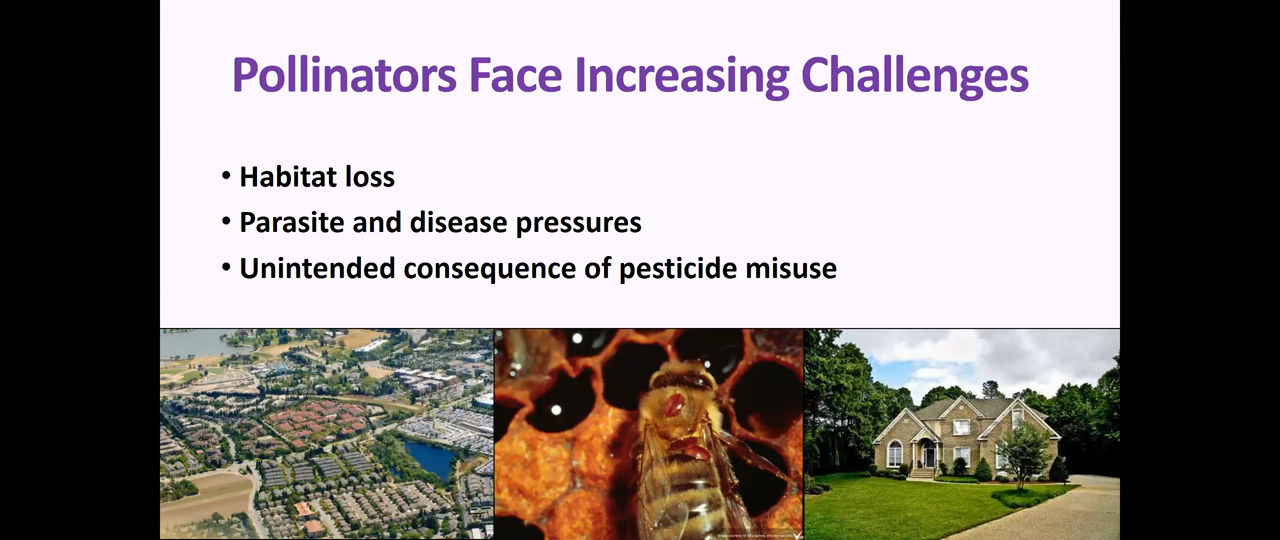 Pollinators Face Increasing Challenges
• Habitat loss
• Parasite and disease pressures
• Unintended consequence of pesticide misuse